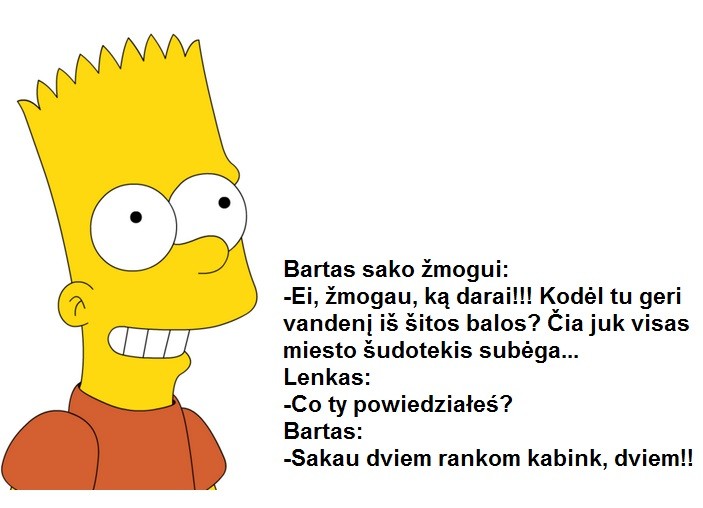 Bartas sako žmogui:
-Ei, žmogau, ką darai!!! Kodėl tu geri
vandenį iš šitos balos? Čia juk visas
miesto šudotekis subėga...
Lenkas:
-Co ty powiedziałeś?
Bartas:
-Sakau dviem rankom kabink, dviem!!